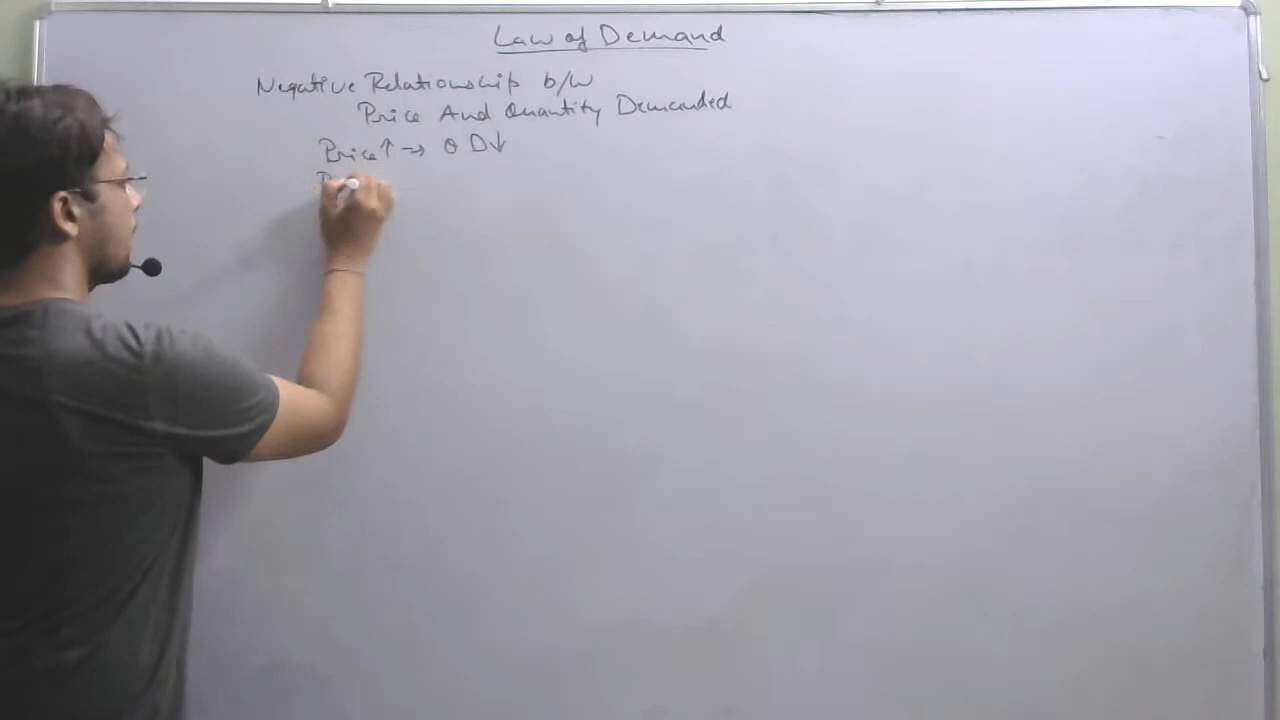 Law of Demand
Negative Relationship b/w
Price And Quantity Demanded
Price↑ → Q D↓
P